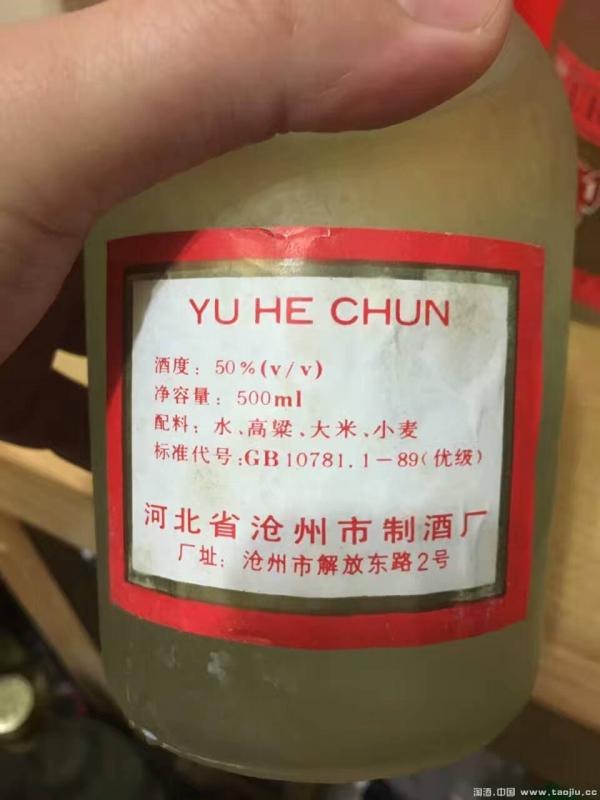 YU HE CHUN
酒度：50%(v/v)
净容量：500ml
配料：水、高粱、大米、小麦
标准代号:GB10781.1-89(优级)
河北省沧州市制酒厂
厂址：沧州市解放东路2号
淘酒.中国 www.taojiu.cc